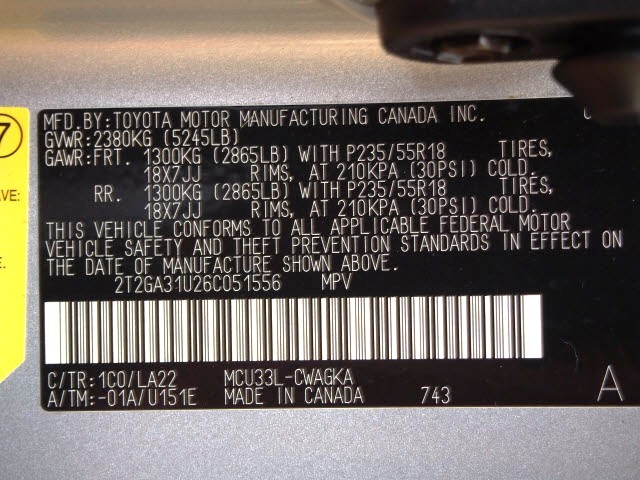 MFD.BY:TOYOTA MOTOR MANUFACTURING CANADA INC.
GVWR:2380KG (5245LB)
GAWR:FRT. 1300KG (2865LB) WITH P235/55R18 TIRES,
18X7JJ RIMS, AT 210KPA (30PSI) COLD.
RR. 1300KG (2865LB) WITH P235/55R18 TIRES,
18X7JJ RIMS, AT 210KPA (30PSI) COLD.
THIS VEHICLE CONFORMS TO ALL APPLICABLE FEDERAL MOTOR
VEHICLE SAFETY AND THEFT PREVENTION STANDARDS IN EFFECT ON
THE DATE OF MANUFACTURE SHOWN ABOVE.
2T2GA31U26C051556 MPV
C/TR:1C0/LA22 MCU33L-CWAGKA
A/TM:-01A/U151E MADE IN CANADA 743 A
7
AVE:
E.